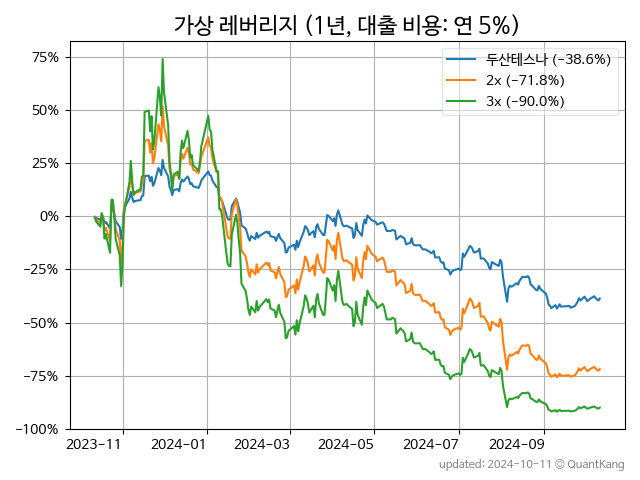 가상 레버리지 (1년, 대출 비용: 연 5%)
두산테스나 (−38.6%)
2x (−71.8%)
3x (−90.0%)
75%
50%
25%
0%
−25%
−50%
−75%
−100%
2023-11 2024-01 2024-03 2024-05 2024-07 2024-09
updated: 2024-10-11 © QuantKang